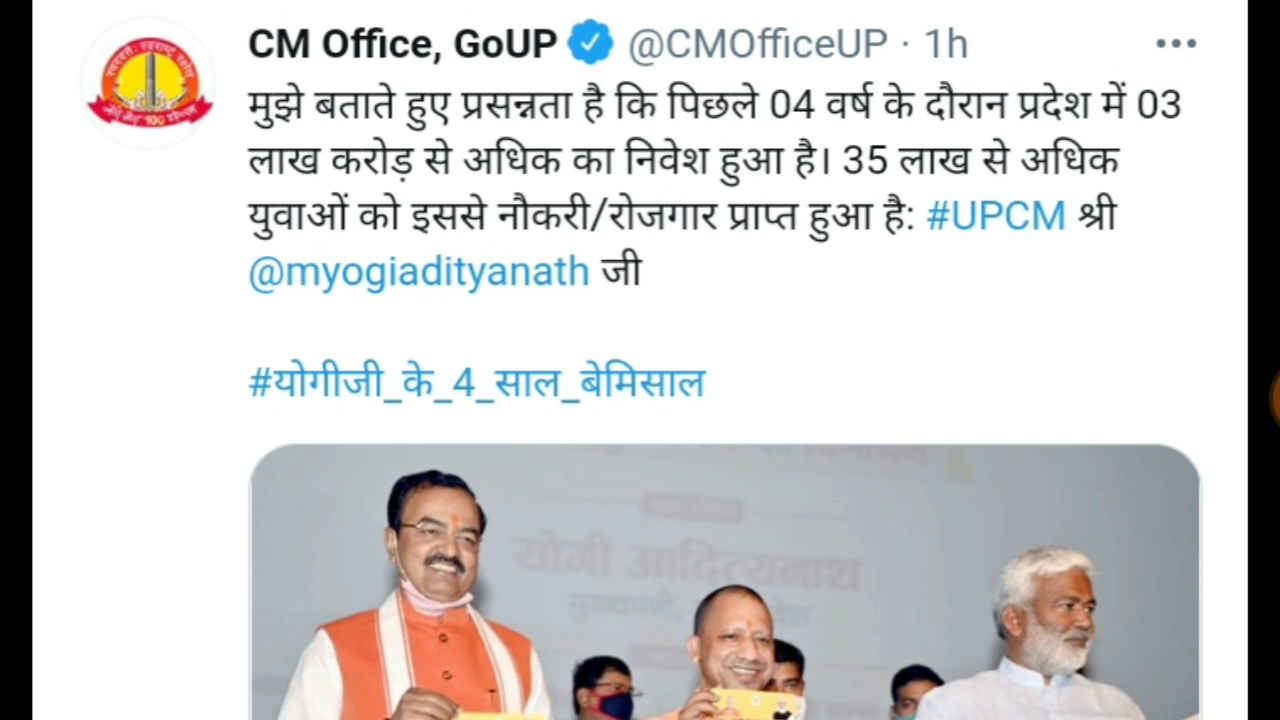 CM Office, GoUP @CMOfficeUP · 1h
मुझे बताते हुए प्रसन्नता है कि पिछले 04 वर्ष के दौरान प्रदेश में 03
लाख करोड़ से अधिक का निवेश हुआ है। 35 लाख से अधिक
युवाओं को इससे नौकरी/रोजगार प्राप्त हुआ है: #UPCM श्री
@myogiadityanath जी
#योगीजी_के_4_साल_बेमिसाल
योगी आदित्यनाथ